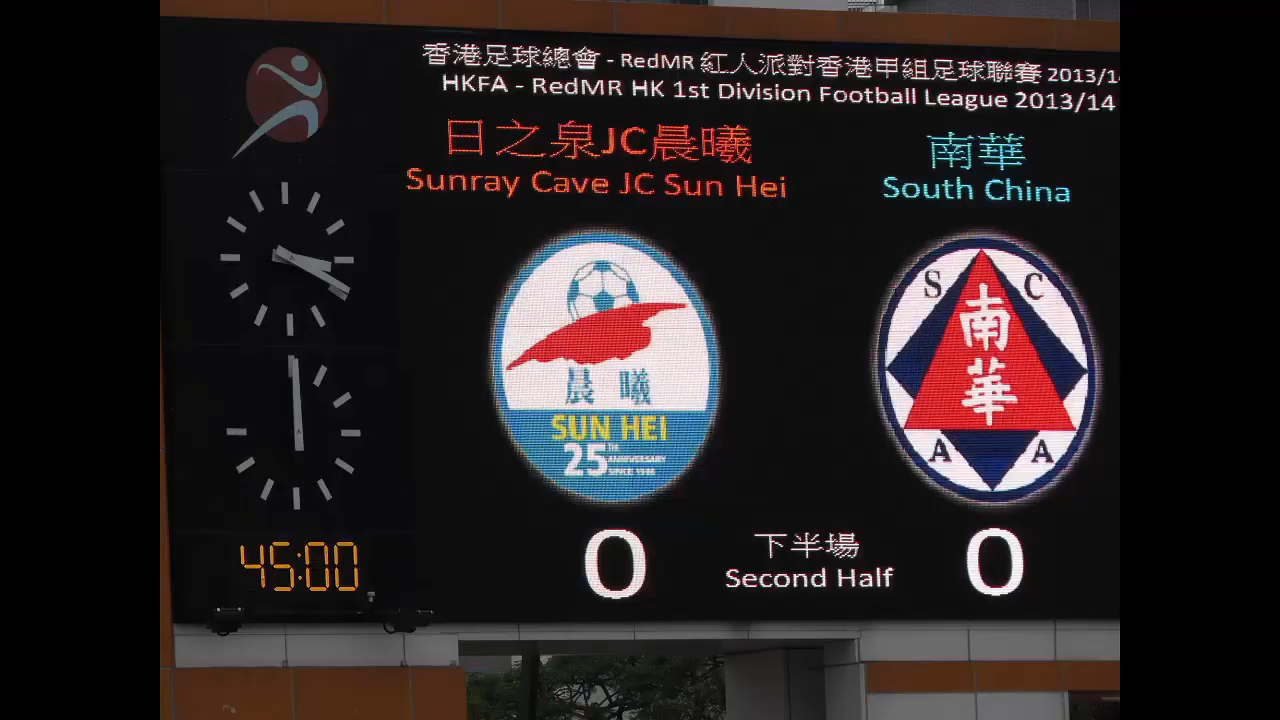 香港足球總會 - RedMR 紅人派對香港甲組足球聯賽 2013/14
HKFA - RedMR HK 1st Division Football League 2013/14
日之泉JC晨曦
南華
Sunray Cave JC Sun Hei
South China
S C
南
華
A A
晨 曦
SUN HEI
25
0
下半場
0
Second Half
45:00